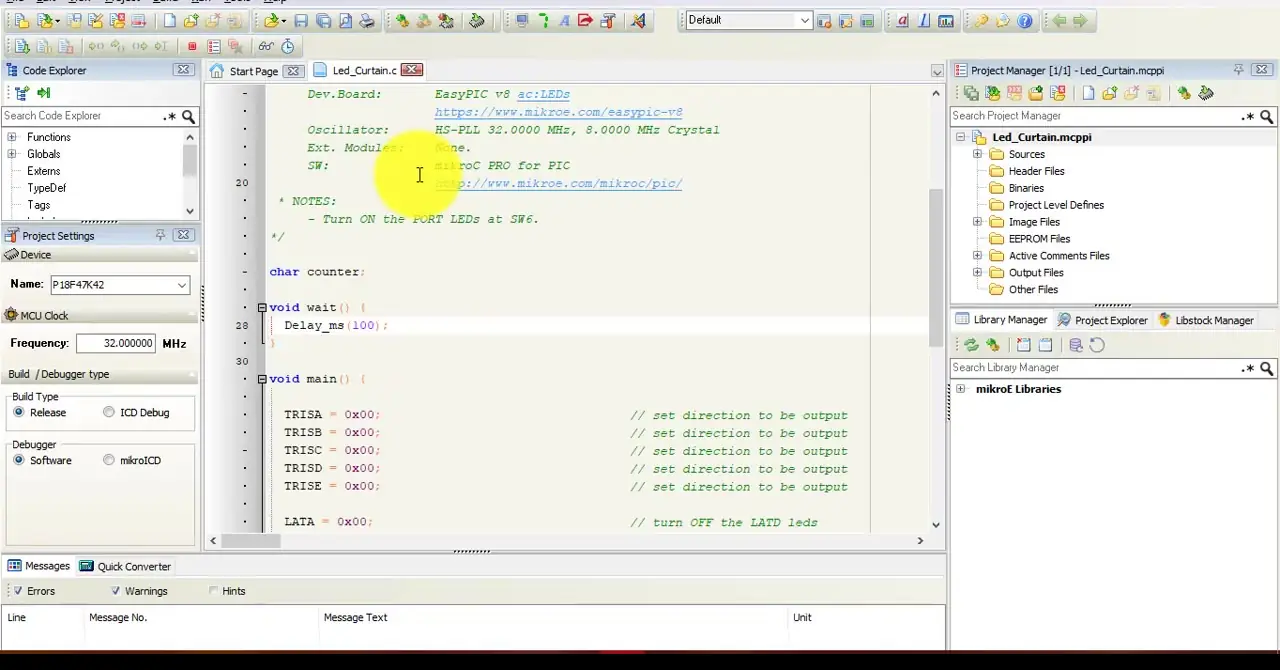 Default
Code Explorer
Start Page
Led_Curtain.c
Project Manager [1/1] - Led_Curtain.mcppi
Search Code Explorer
.*
Functions
Globals
Externs
TypeDef
Tags
Project Settings
Device
Name: P18F47K42
MCU Clock
Frequency: 32.000000 MHz
Build / Debugger type
Build Type
Release
ICD Debug
Debugger
Software
mikroICD
Dev.Board: EasyPIC v8 ac:LEDs
https://www.mikroe.com/easypic-v8
Oscillator: HS-PLL 32.0000 MHz, 8.0000 MHz Crystal
Ext. Modules: None.
SW: mikroC PRO for PIC
20 http://www.mikroe.com/mikroc/pic/
* NOTES:
- Turn ON the PORT LEDs at SW6.
*/
char counter;
void wait() {
28 Delay_ms(100);
}
30
void main() {
TRISA = 0x00; // set direction to be output
TRISB = 0x00; // set direction to be output
TRISC = 0x00; // set direction to be output
TRISD = 0x00; // set direction to be output
TRISE = 0x00; // set direction to be output
LATA = 0x00; // turn OFF the LATD leds
Search Project Manager
.*
Led_Curtain.mcppi
Sources
Header Files
Binaries
Project Level Defines
Image Files
EEPROM Files
Active Comments Files
Output Files
Other Files
Library Manager
Project Explorer
Libstock Manager
Search Library Manager
.*
mikroE Libraries
Messages
Quick Converter
Errors
Warnings
Hints
Line
Message No.
Message Text
Unit